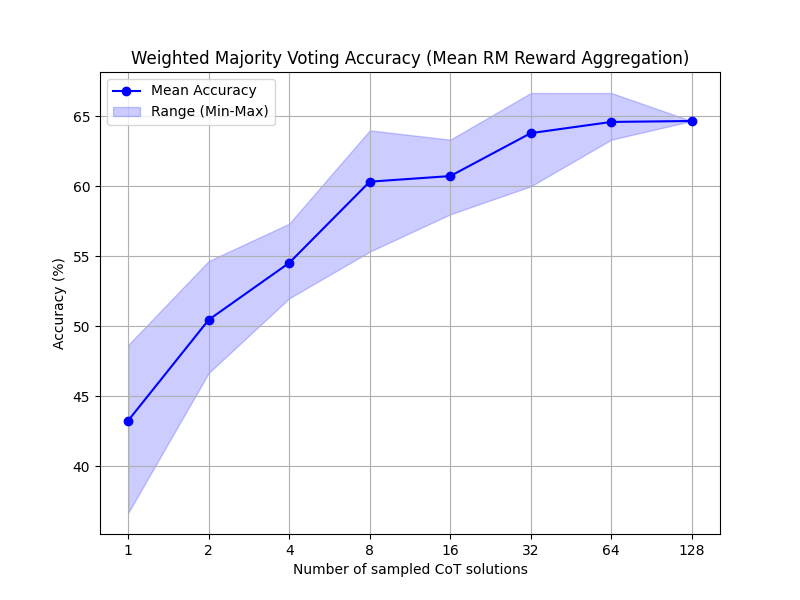 Weighted Majority Voting Accuracy (Mean RM Reward Aggregation)
Mean Accuracy
Range (Min-Max)
Accuracy (%)
65
60
55
50
45
40
1 2 4 8 16 32 64 128
Number of sampled CoT solutions